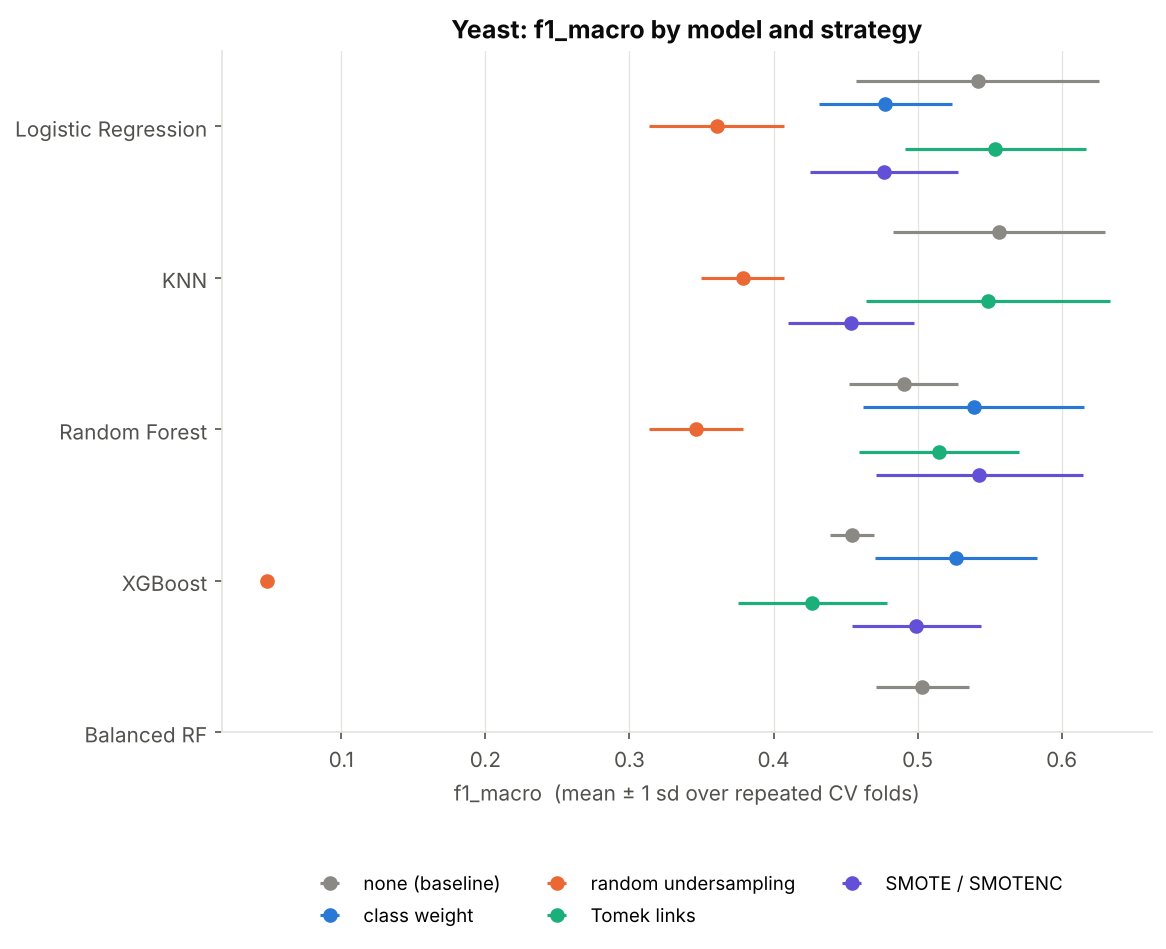 Yeast: f1_macro by model and strategy
Logistic Regression
KNN
Random Forest
XGBoost
Balanced RF
0.1 0.2 0.3 0.4 0.5 0.6
f1_macro (mean ± 1 sd over repeated CV folds)
none (baseline) random undersampling SMOTE / SMOTENC
class weight Tomek links